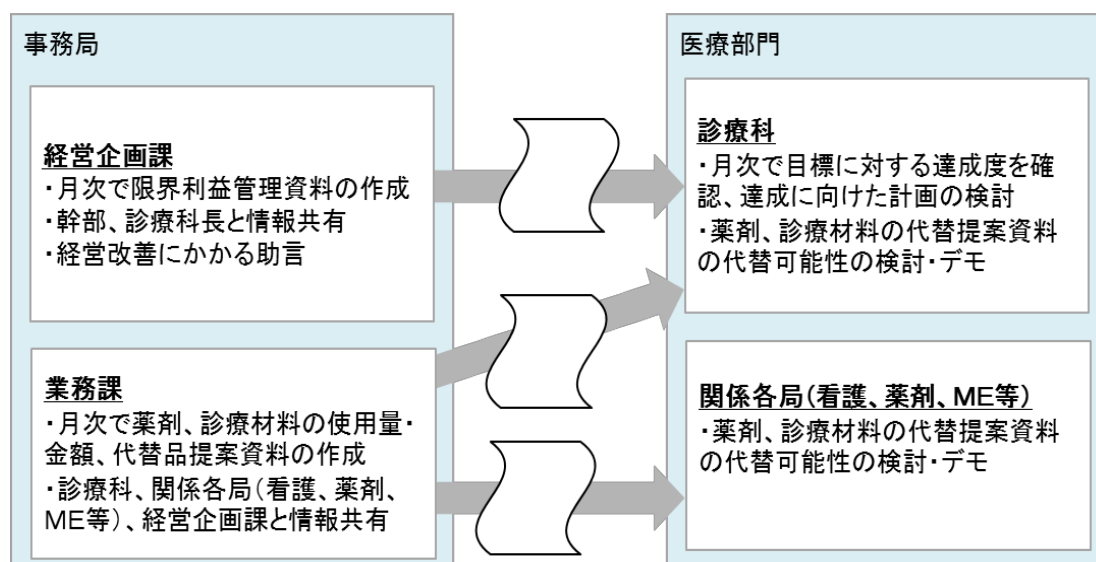 事務局
経営企画課
・月次で限界利益管理資料の作成
・幹部、診療科長と情報共有
・経営改善にかかる助言
業務課
・月次で薬剤、診療材料の使用量・
金額、代替品提案資料の作成
・診療科、関係各局(看護、薬剤、
ME等)、経営企画課と情報共有
医療部門
診療科
・月次で目標に対する達成度を確
認、達成に向けた計画の検討
・薬剤、診療材料の代替提案資料
の代替可能性の検討・デモ
関係各局(看護、薬剤、ME等)
・薬剤、診療材料の代替提案資料
の代替可能性の検討・デモ